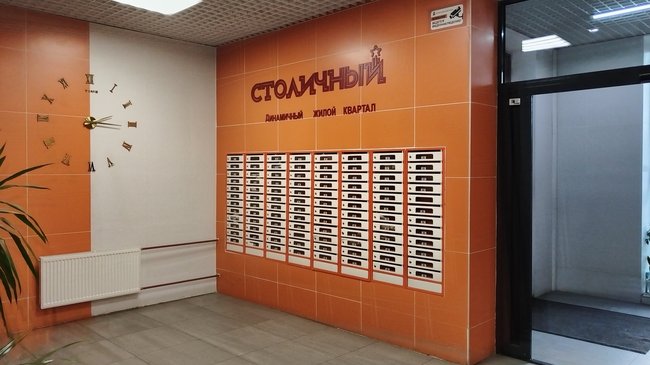 СТОЛИЧНЫЙ
Динамичный жилой квартал